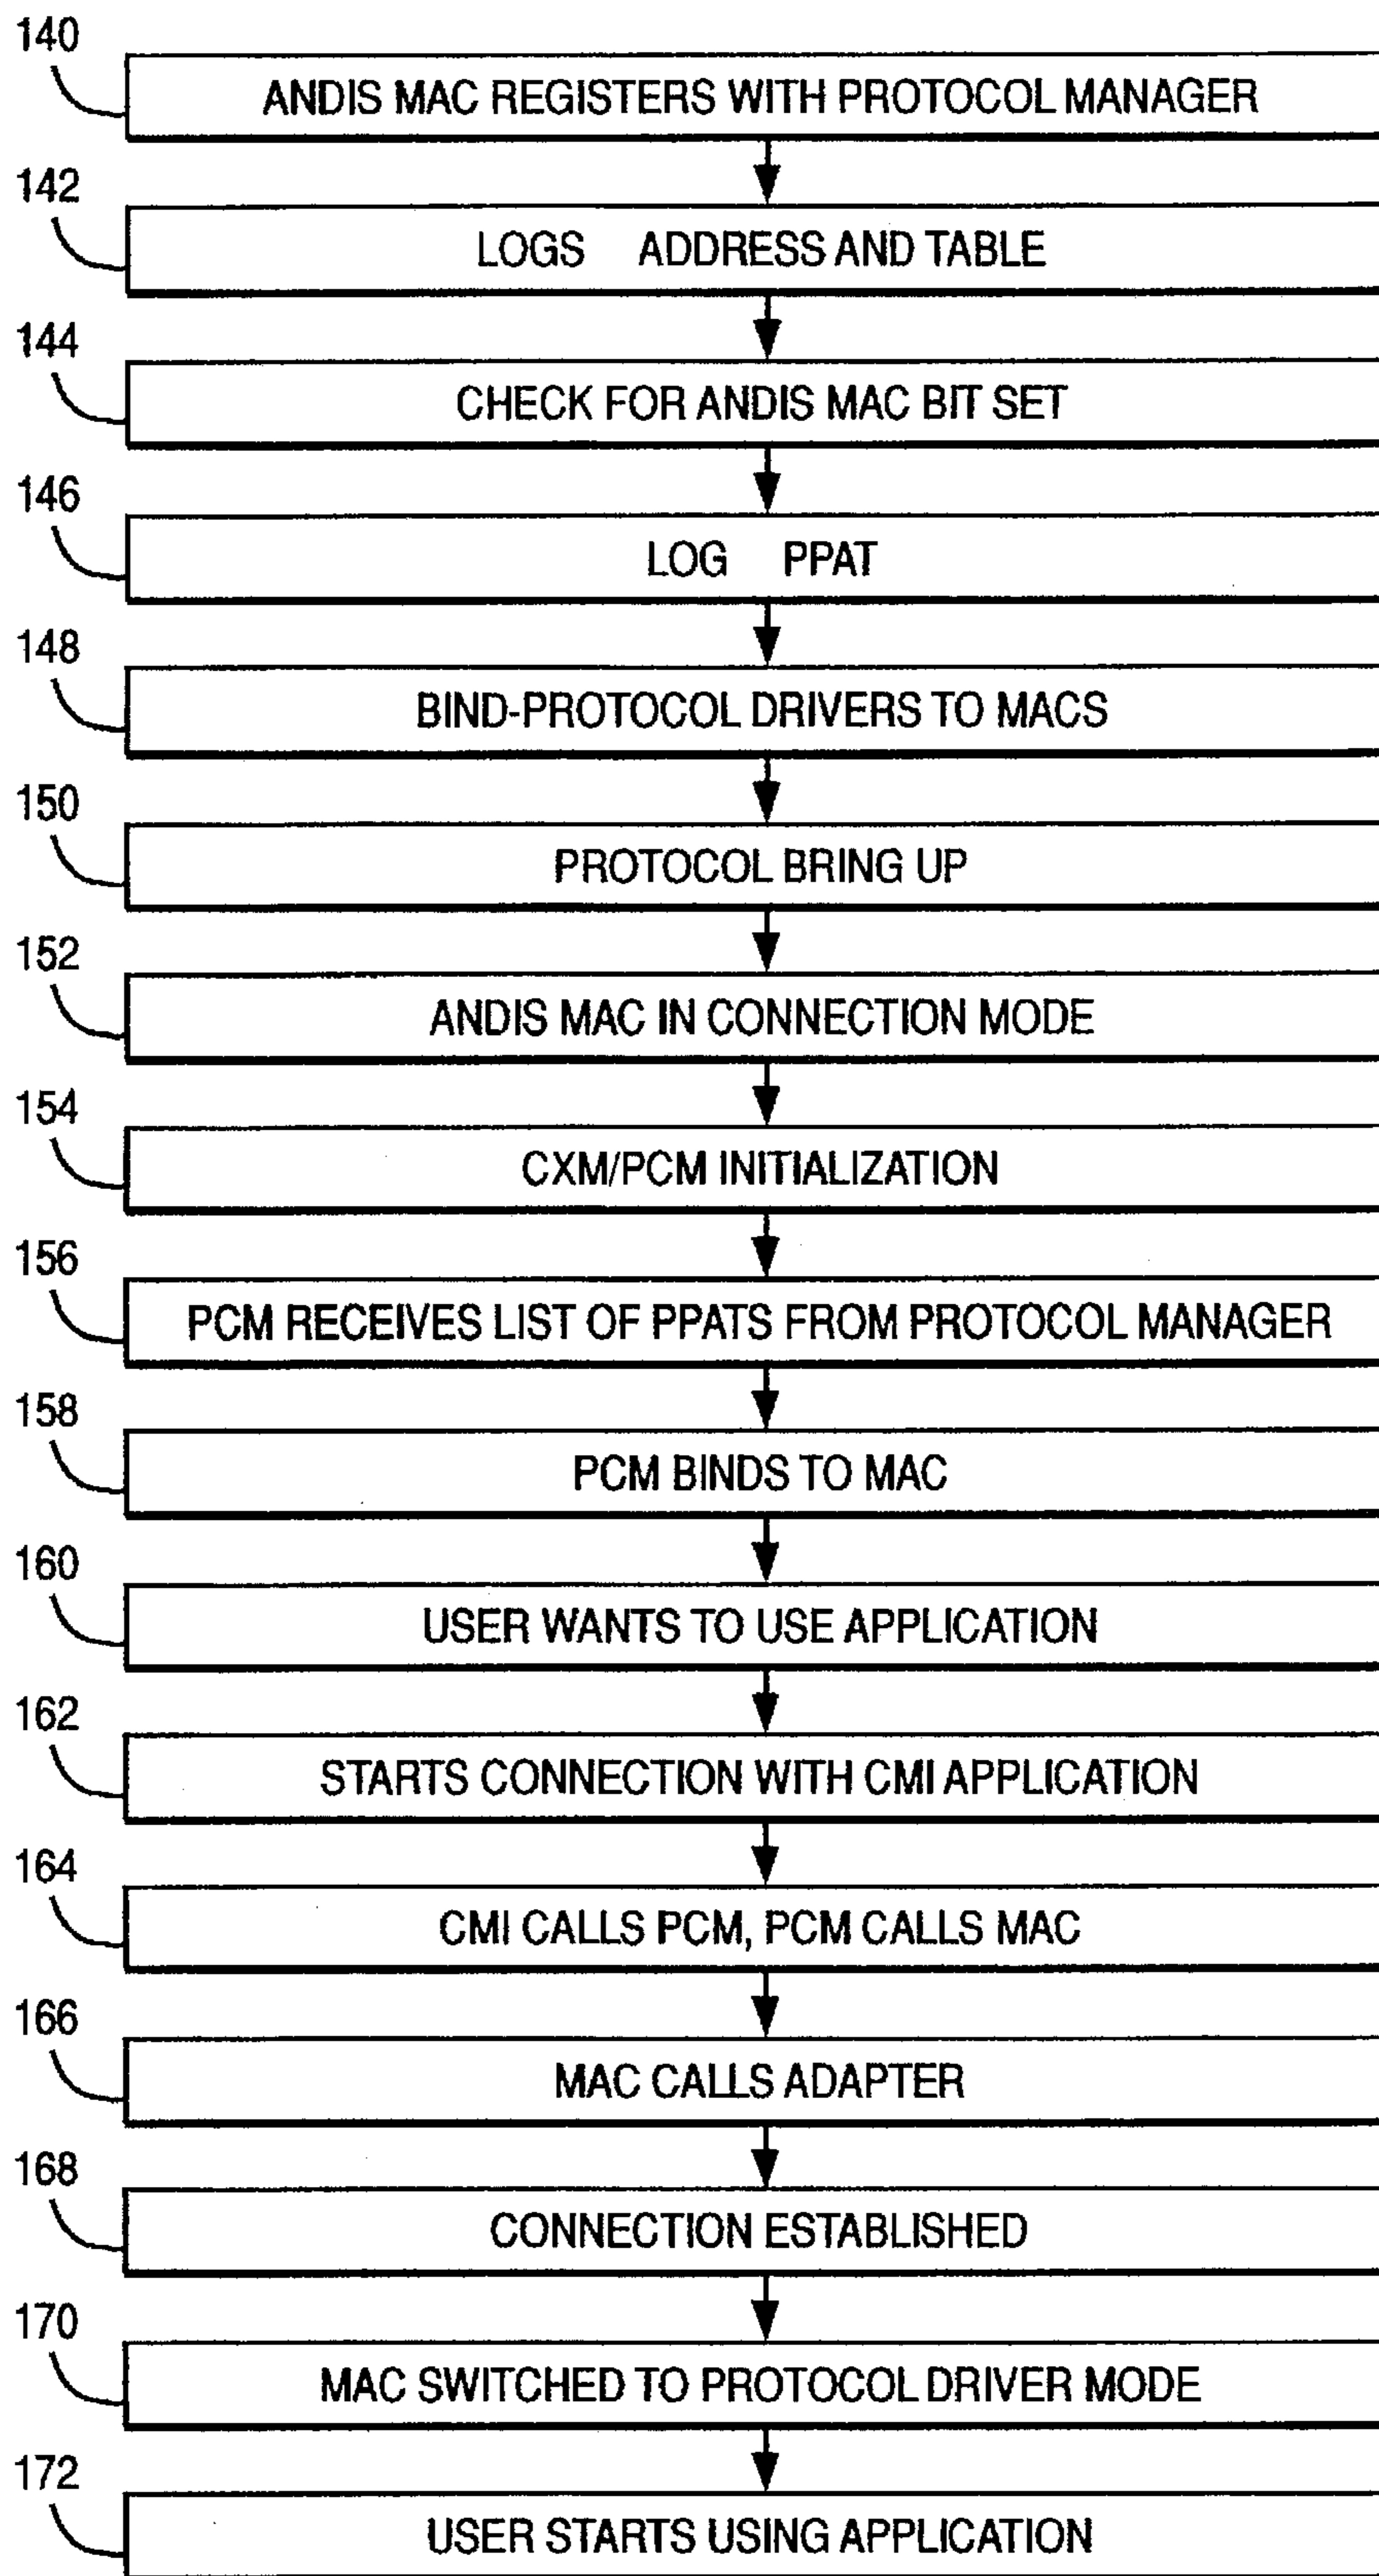 140
ANDIS MAC REGISTERS WITH PROTOCOL MANAGER
142
LOGS ADDRESS AND TABLE
144
CHECK FOR ANDIS MAC BIT SET
146
LOG PPAT
148
BIND-PROTOCOL DRIVERS TO MACS
150
PROTOCOL BRING UP
152
ANDIS MAC IN CONNECTION MODE
154
CXM/PCM INITIALIZATION
156
PCM RECEIVES LIST OF PPATS FROM PROTOCOL MANAGER
158
PCM BINDS TO MAC
160
USER WANTS TO USE APPLICATION
162
STARTS CONNECTION WITH CMI APPLICATION
164
CMI CALLS PCM, PCM CALLS MAC
166
MAC CALLS ADAPTER
168
CONNECTION ESTABLISHED
170
MAC SWITCHED TO PROTOCOL DRIVER MODE
172
USER STARTS USING APPLICATION